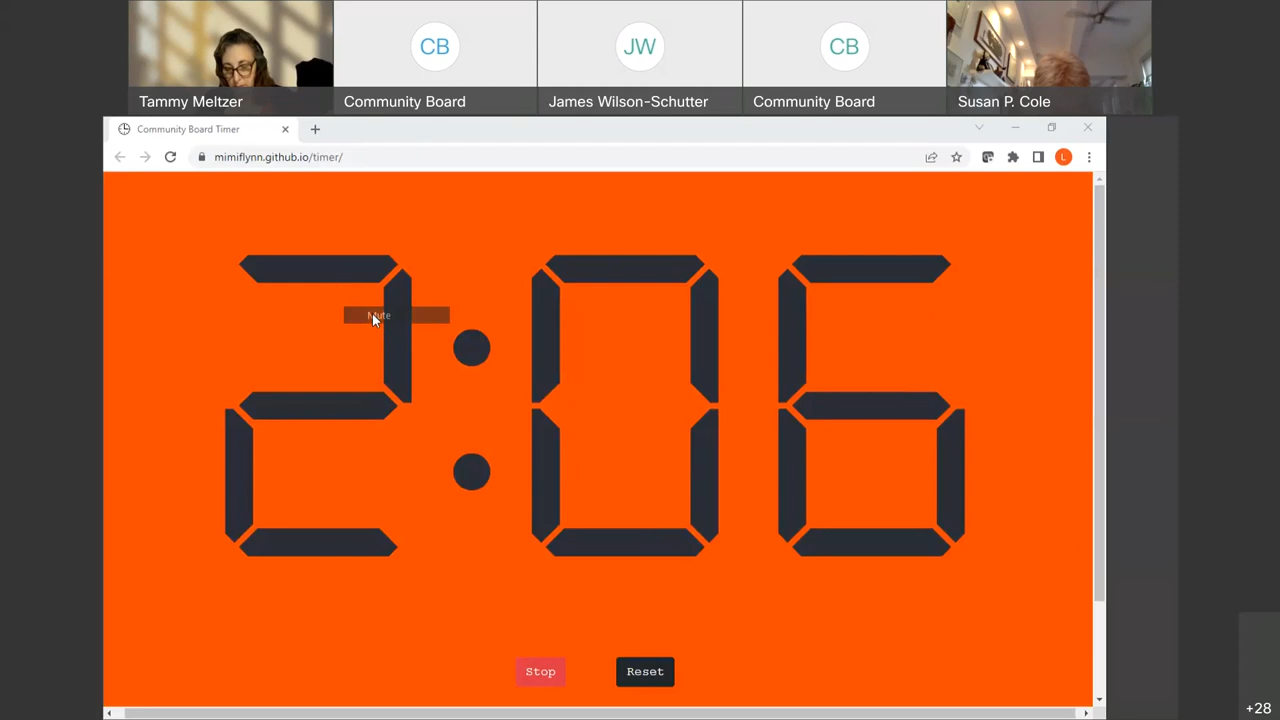 CB
JW
CB
Tammy Meltzer
Community Board
James Wilson-Schutter
Community Board
Susan P. Cole
Community Board Timer
mimiflynn.github.io/timer/
L
Mute
2:06
Stop
Reset
+28